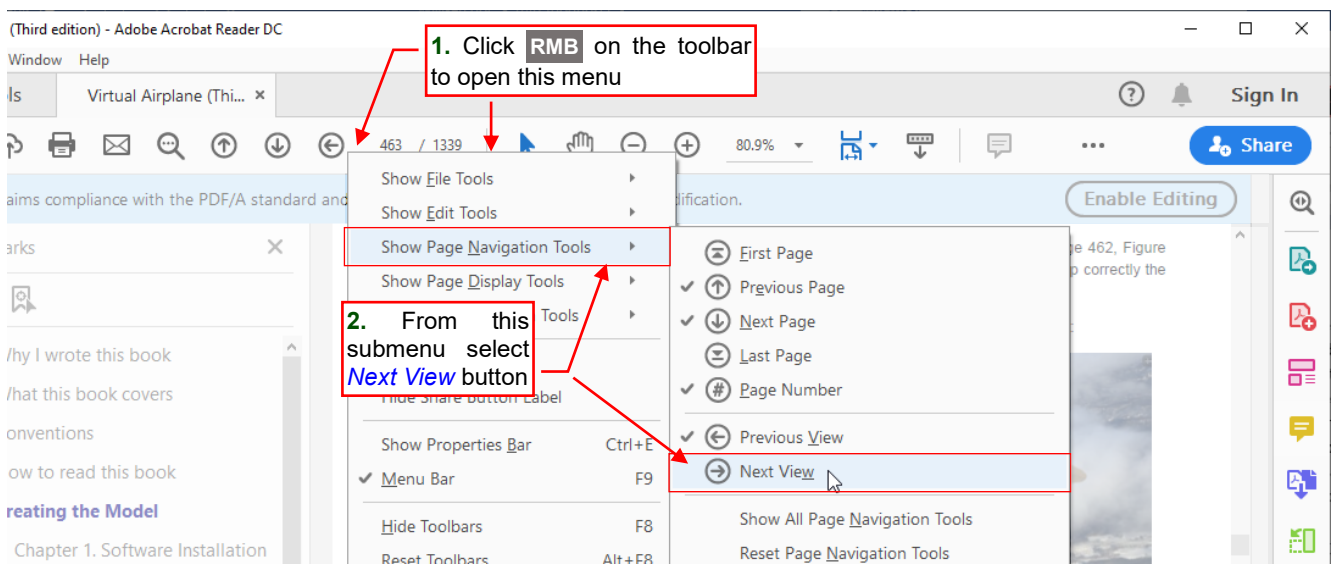 (Third edition) - Adobe Acrobat Reader DC
Window Help
1. Click RMB on the toolbar
to open this menu
ls
Virtual Airplane (Thi... ×
Sign In
463 / 1339
80.9%
Share
aims compliance with the PDF/A standard and
dification.
Enable Editing
Show File Tools
Show Edit Tools
Show Page Navigation Tools
Show Page Display Tools
Tools
2. From this
submenu select
Next View button
Hide Share Button Label
Show Properties Bar Ctrl+E
Menu Bar F9
Hide Toolbars F8
Reset Toolbars Alt+F8
First Page
Previous Page
Next Page
Last Page
Page Number
Previous View
Next View
Show All Page Navigation Tools
Reset Page Navigation Tools
ge 462, Figure
p correctly the
arks
Why I wrote this book
What this book covers
onventions
ow to read this book
reating the Model
Chapter 1. Software Installation